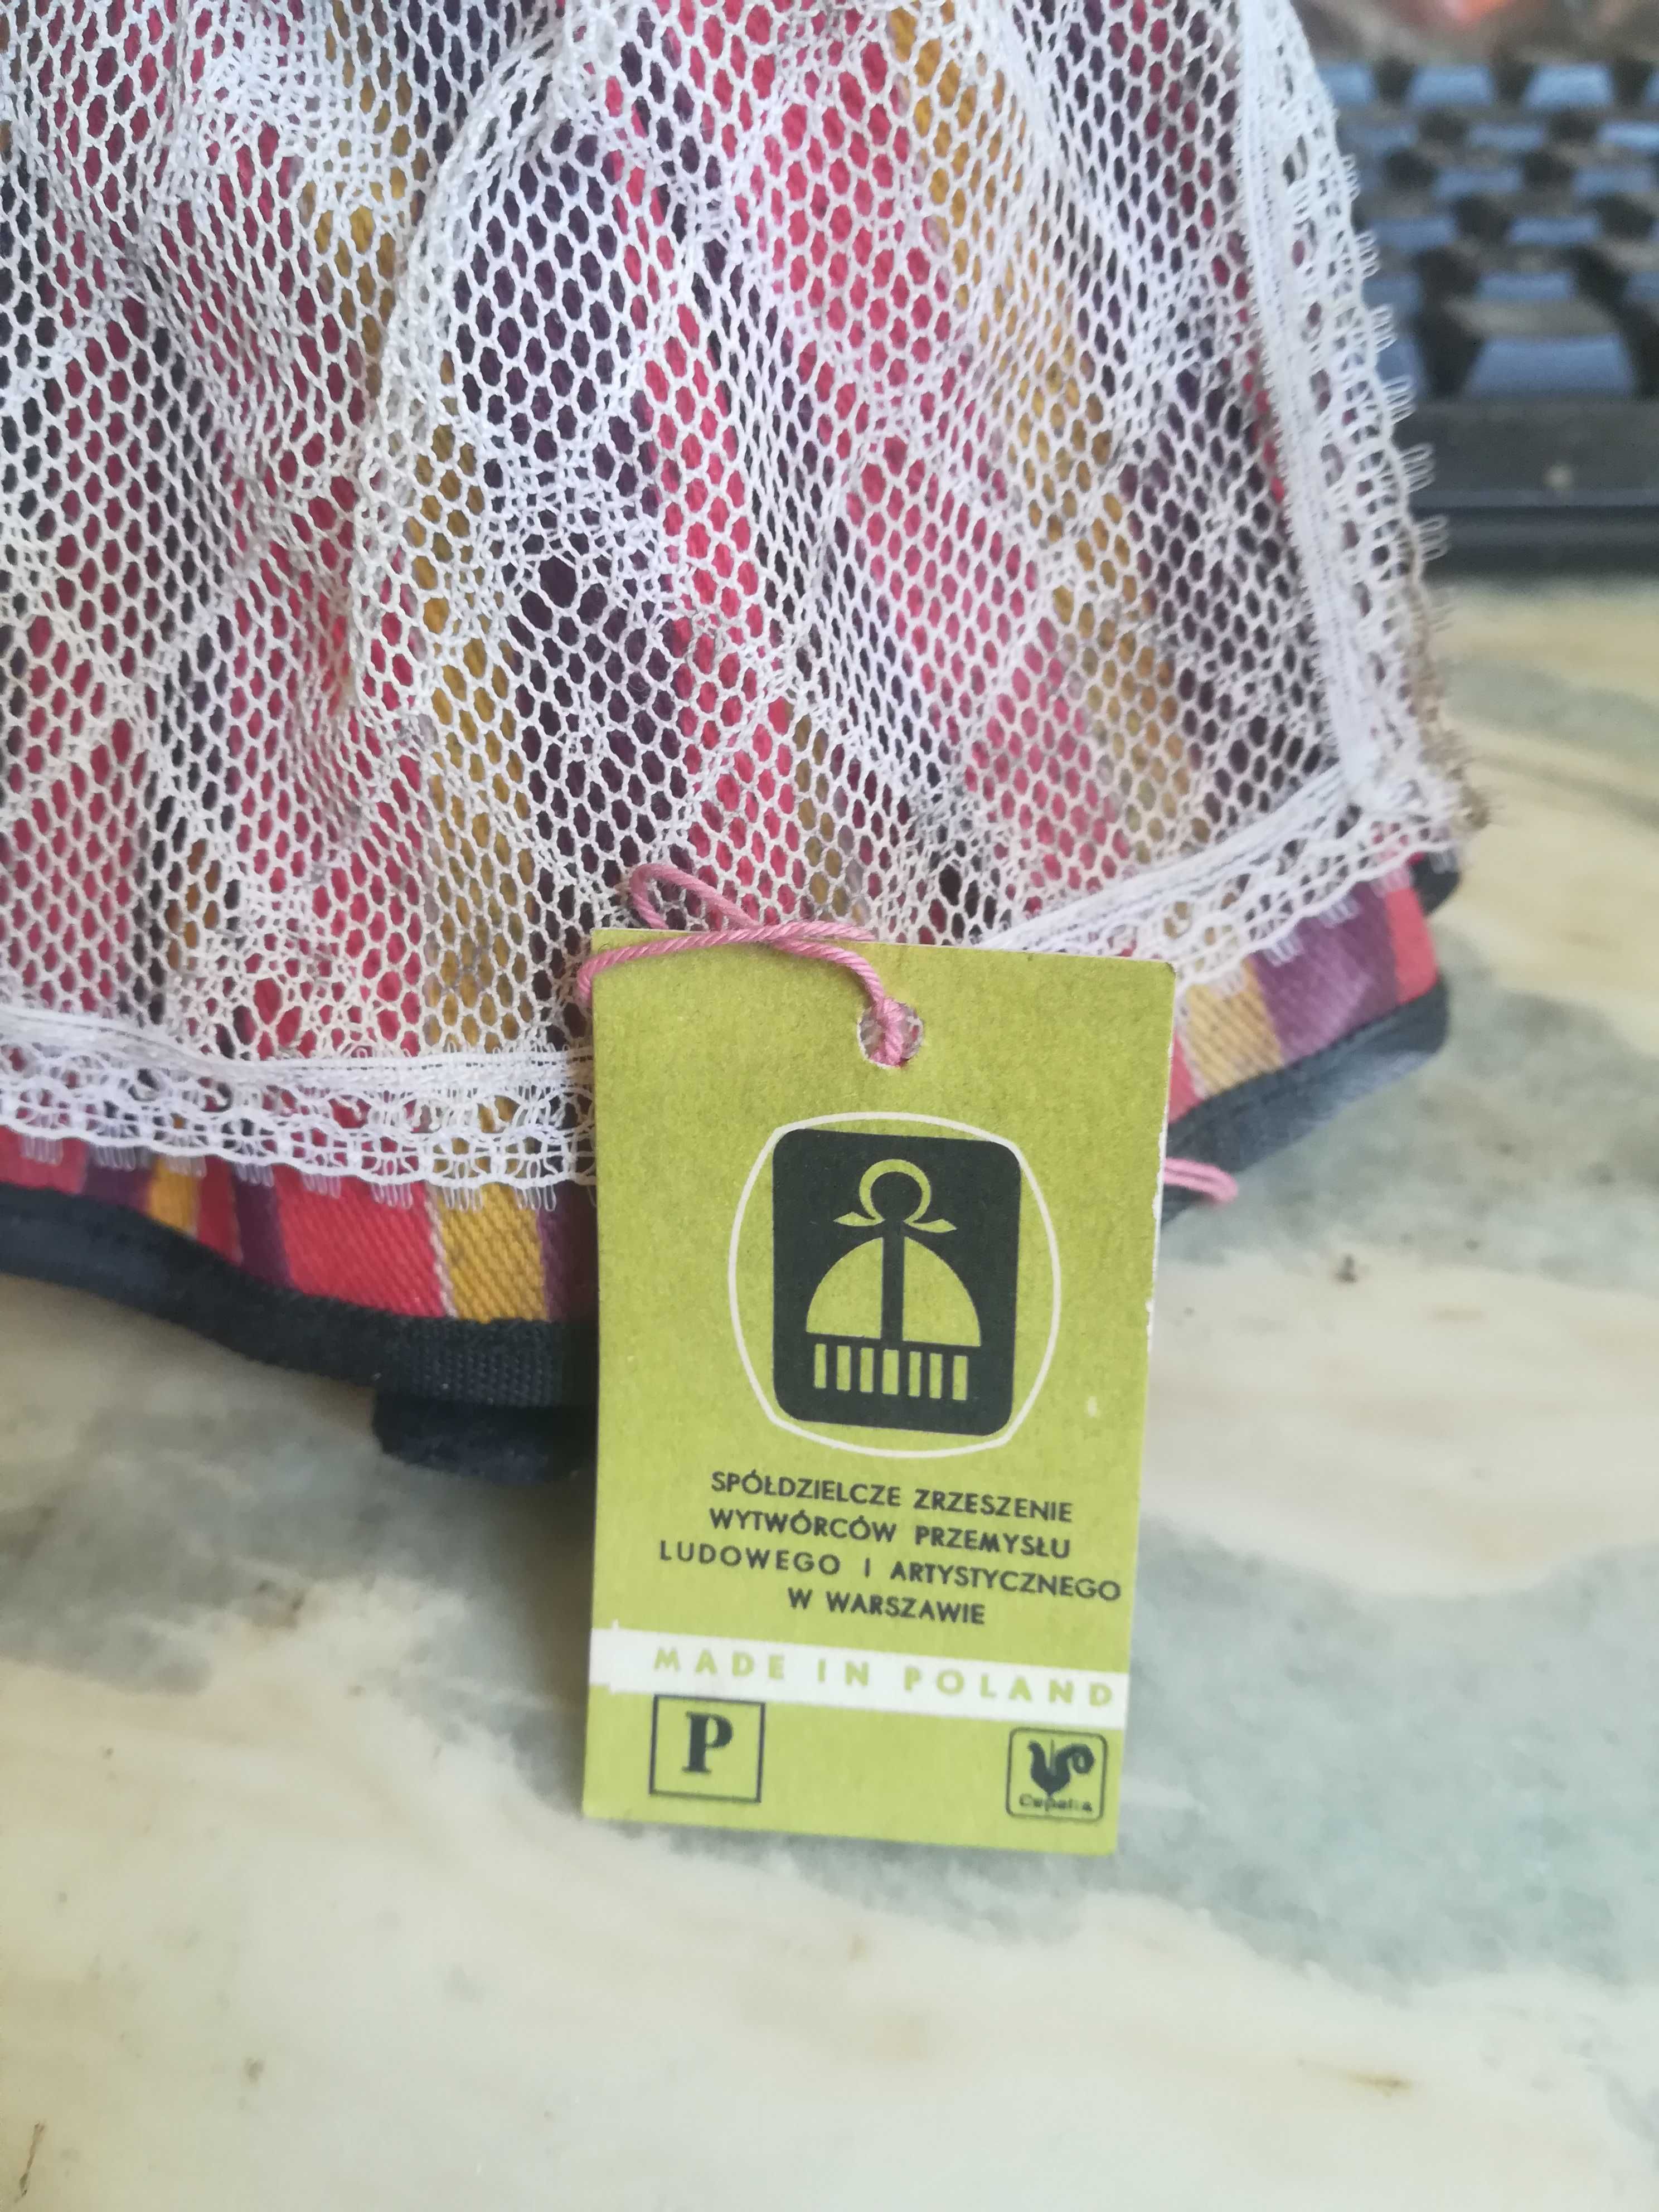 SPÓŁDZIELCZE ZRZESZENIE
WYTWÓRCÓW PRZEMYSŁU
LUDOWEGO I ARTYSTYCZNEGO
W WARSZAWIE
MADE IN POLAND
P
Cepelia